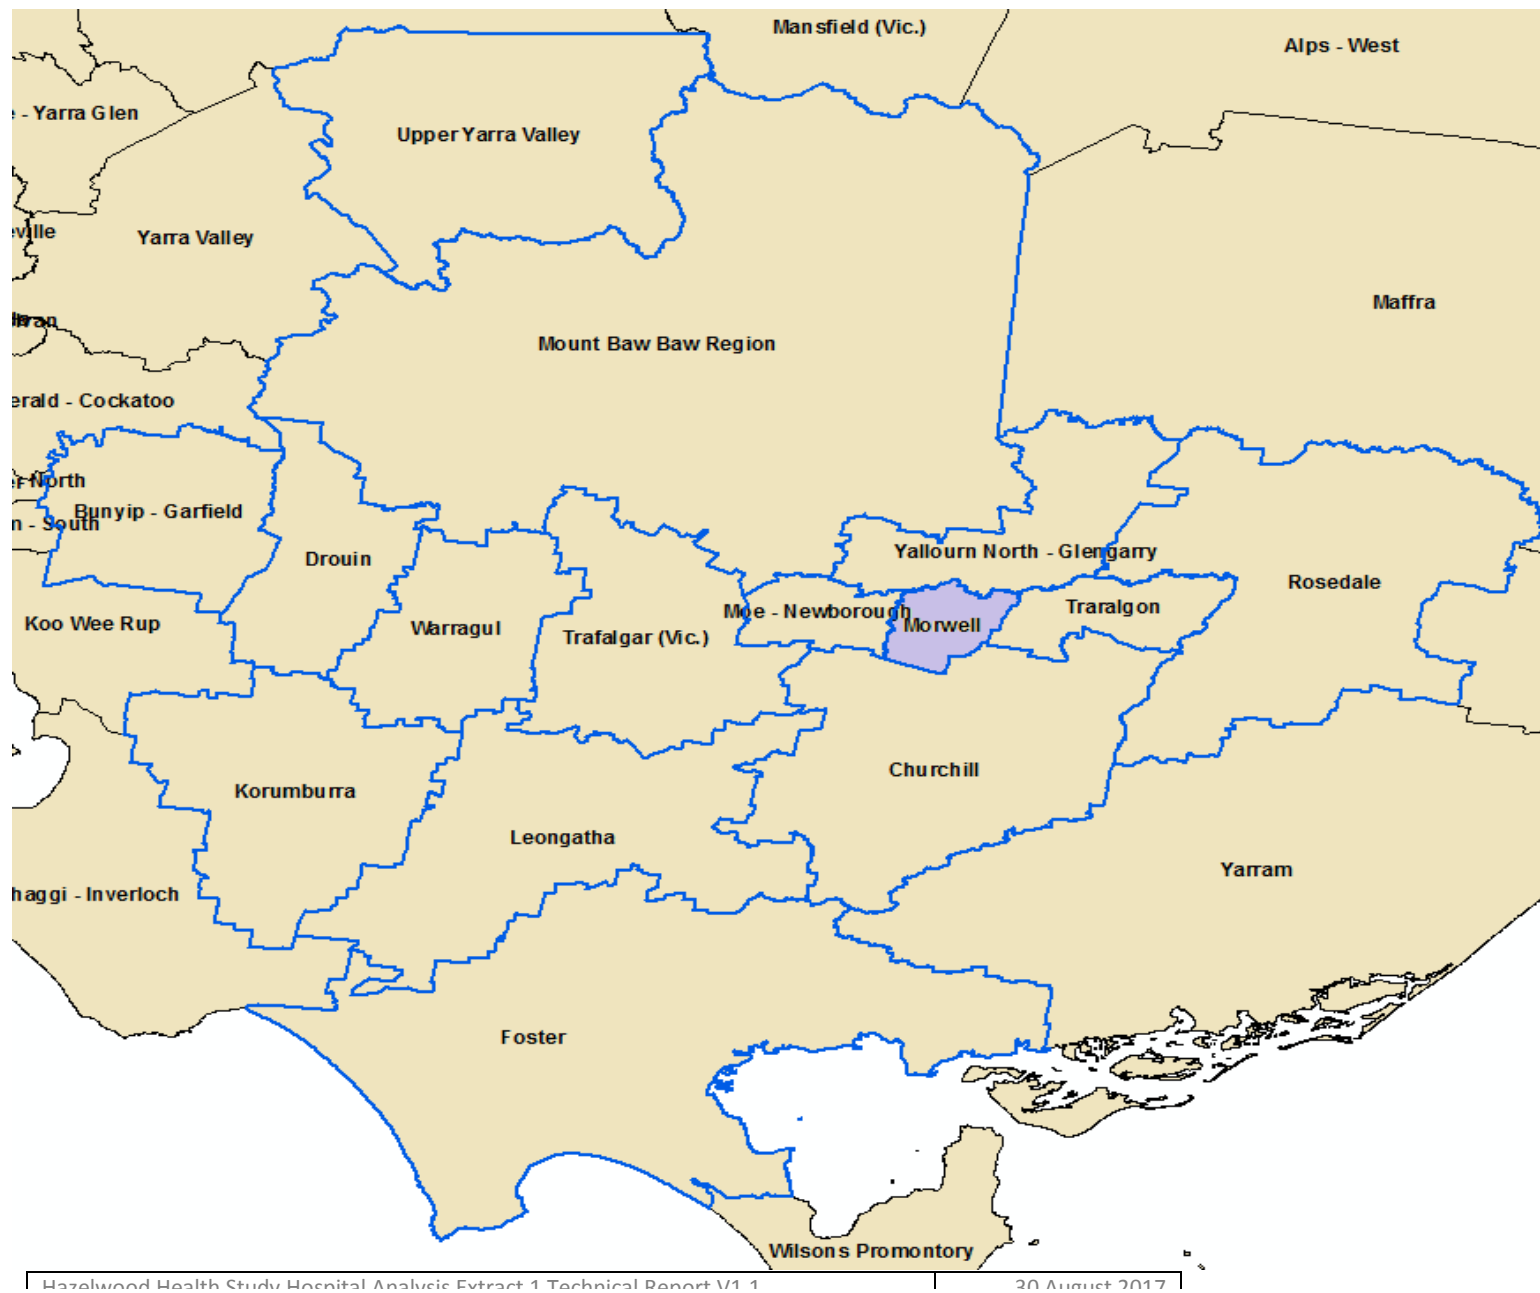 Mansfield (Vic.)
Alps - West
- Yarra Glen
Upper Yarra Valley
Yarra Valley
Maffra
Mount Baw Baw Region
- Cockatoo
North
Bunyip - Garfield
- South
Drouin
Yallourn North - Glengarry
Rosedale
Koo Wee Rup
Warragul
Trafalgar (Vic.)
Moe - Newborough
Morwell
Traralgon
Korumburra
Churchill
Leongatha
Yarram
haggi - Inverloch
Foster
Wilsons Promontory
Hazelwood Health Study Hospital Analysis Extract 1 Technical Report V1.1
30 August 2017